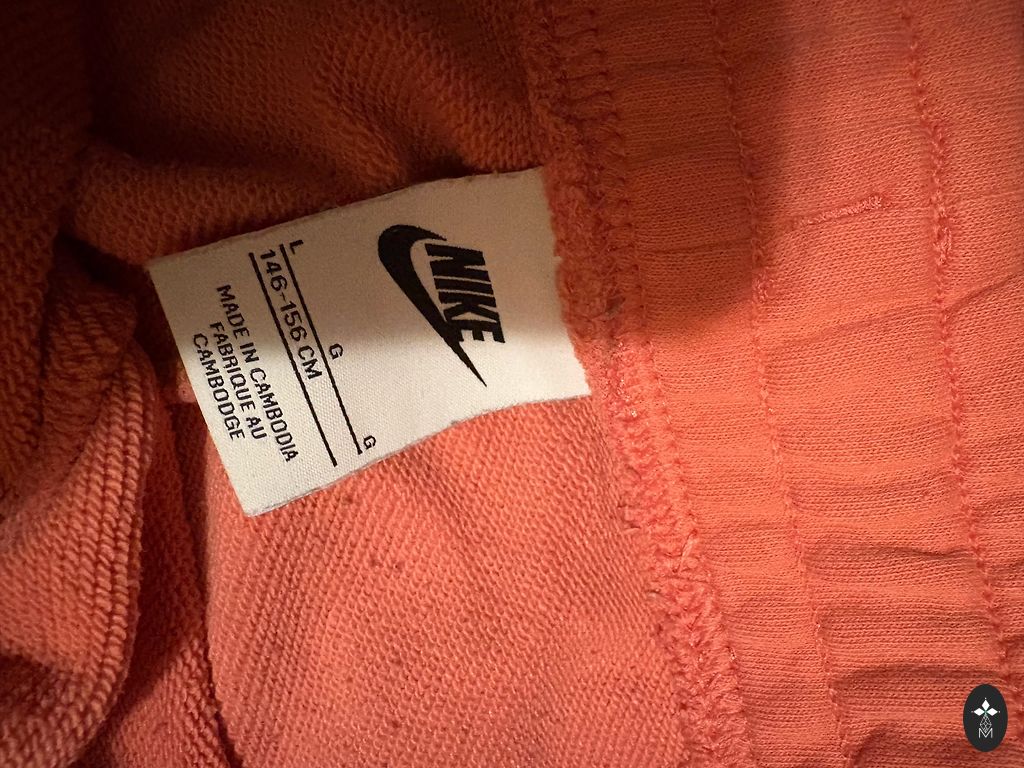 NIKE
L G G
146-156 CM
MADE IN CAMBODIA
FABRIQUE AU
CAMBODGE
M